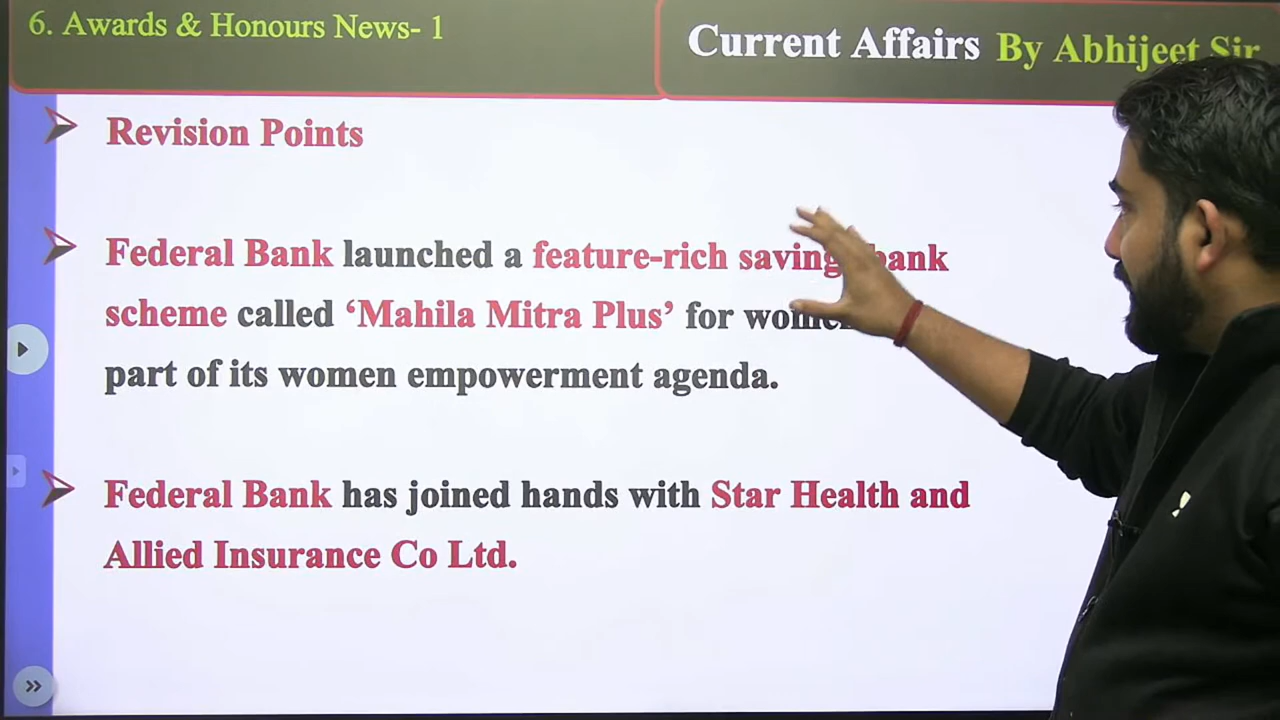 6. Awards & Honours News- 1
Current Affairs By Abhijeet Sir
Revision Points
Federal Bank launched a feature-rich saving bank
scheme called ‘Mahila Mitra Plus’ for women
part of its women empowerment agenda.
Federal Bank has joined hands with Star Health and
Allied Insurance Co Ltd.